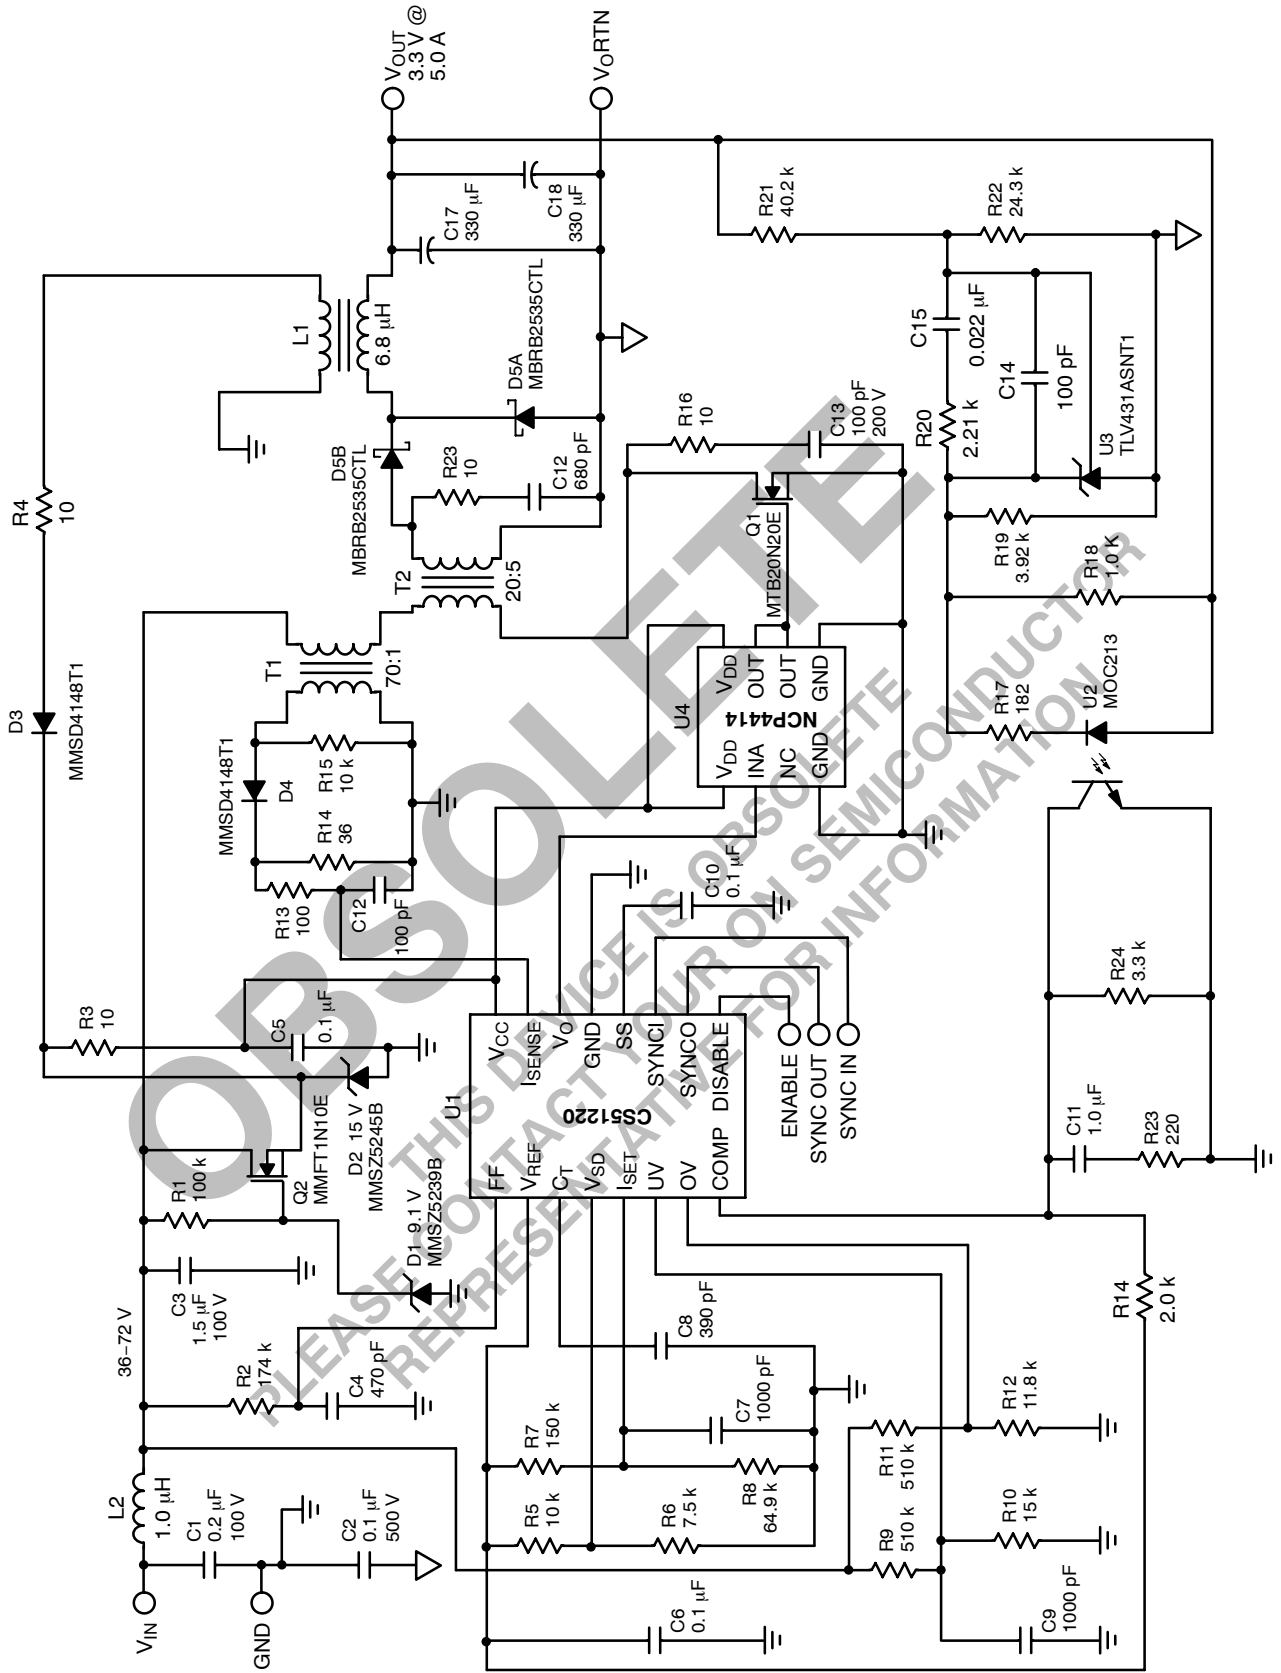 VIN
GND
L2
1.0 µH
C1
0.2 µF
100 V
C2
0.1 µF
500 V
36–72 V
R2
174 k
C4
470 pF
C3
1.5 µF
100 V
R1
100 k
Q2
MMFT1N10E
D1 9.1 V
MMSZ5239B
D2 15 V
MMSZ5245B
R3
10
C5
0.1 µF
D3
MMSD4148T1
R4
10
MMSD4148T1
D4
R13
100
R14
36
R15
10 k
C12
100 pF
T1
70:1
T2
20:5
L1
6.8 µH
D5B
MBRB2535CTL
D5A
MBRB2535CTL
R23
10
C12
680 pF
C17
330 µF
C18
330 µF
VOUT
3.3 V @
5.0 A
VORTN
U1
CS51220
FF
VREF
CT
VSD
ISET
UV
OV
COMP
VCC
ISENSE
VO
GND
SS
SYNCI
SYNCO
DISABLE
ENABLE
SYNC OUT
SYNC IN
C10
0.1 µF
U4
NCP4414
VDD
INA
NC
GND
VDD
OUT
OUT
GND
Q1
MTB20N20E
R16
10
C13
100 pF
200 V
R5
10 k
R6
7.5 k
R7
150 k
R8
64.9 k
C7
1000 pF
C8
390 pF
C6
0.1 µF
R9
510 k
R10
15 k
R11
510 k
R12
11.8 k
C9
1000 pF
R14
2.0 k
C11
1.0 µF
R23
220
R24
3.3 k
R17
182
U2
MOC213
R18
1.0 K
R19
3.92 k
R20
2.21 k
C15
0.022 µF
C14
100 pF
U3
TLV431ASNT1
R21
40.2 k
R22
24.3 k
OBSOLETE
THIS DEVICE IS OBSOLETE
PLEASE CONTACT YOUR ON SEMICONDUCTOR
REPRESENTATIVE FOR INFORMATION